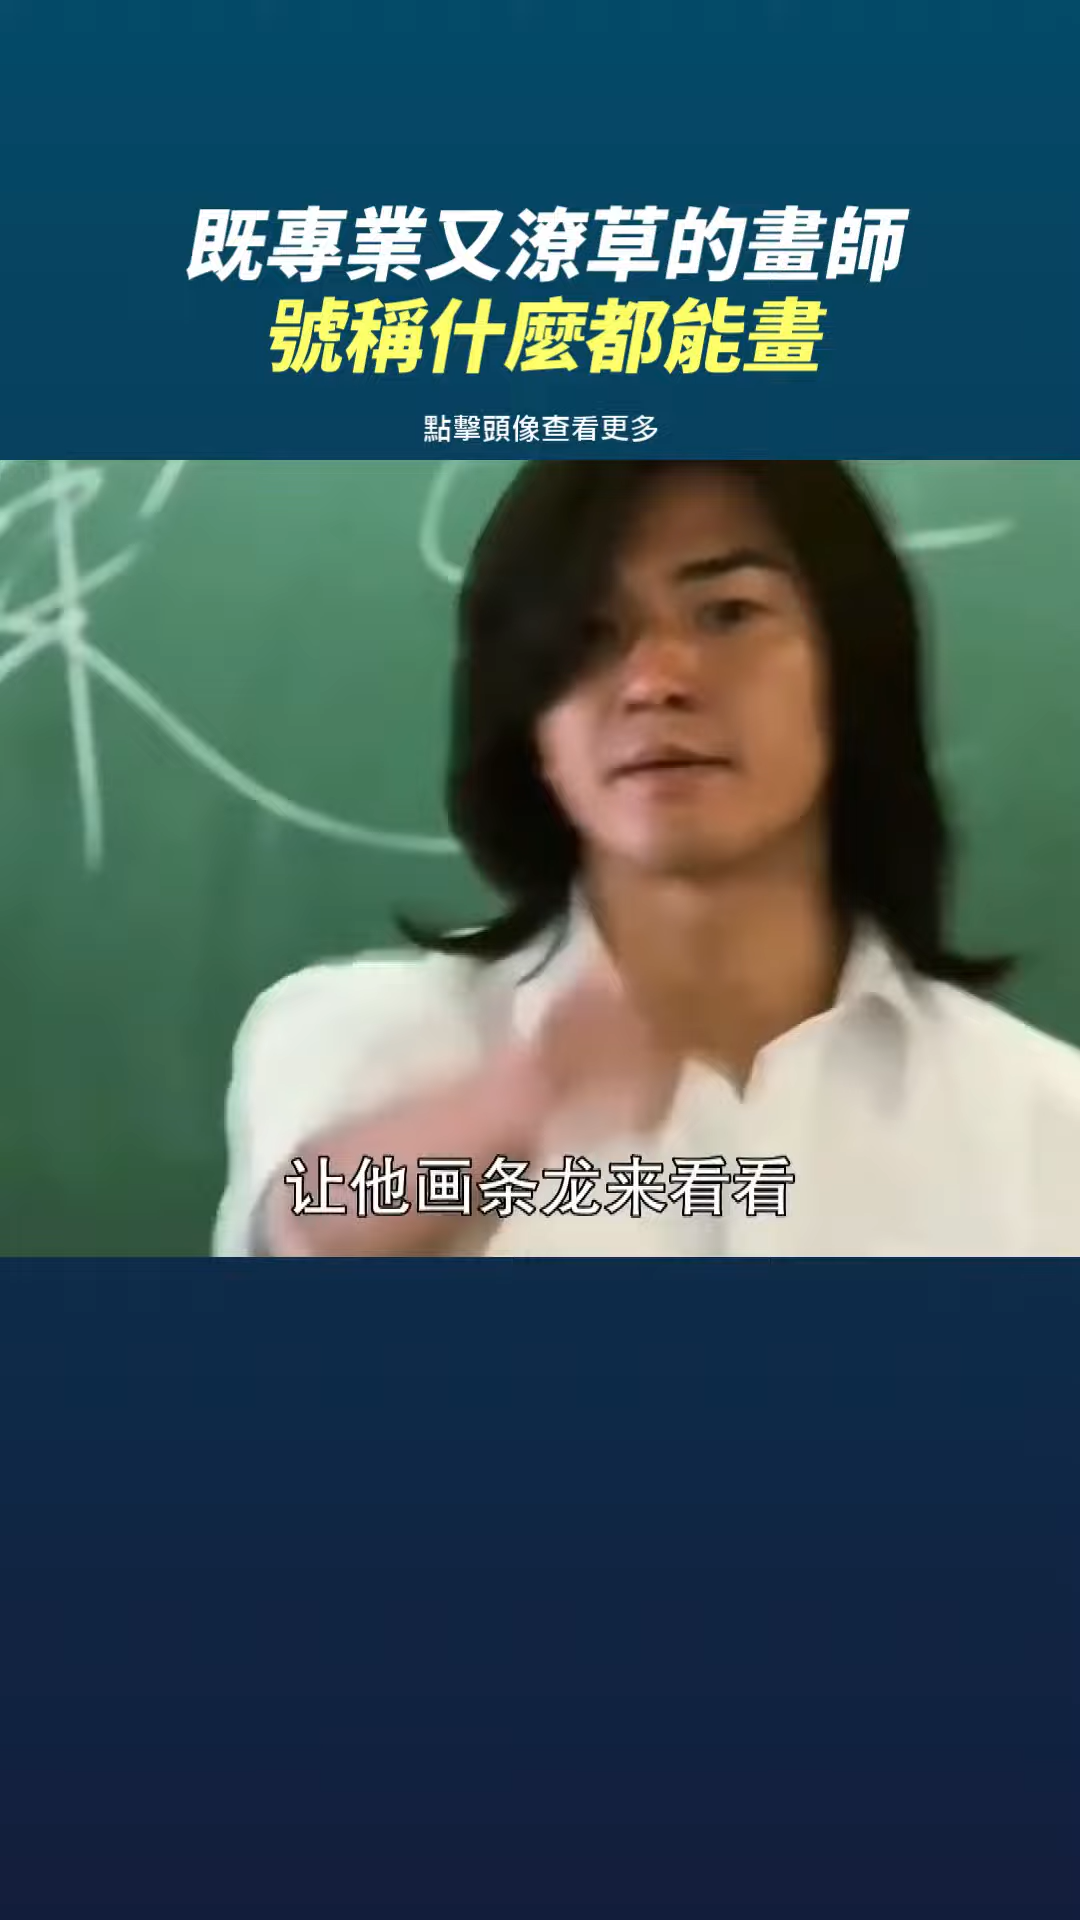 既專業又潦草的畫師
號稱什麼都能畫
點擊頭像查看更多
让他画条龙来看看